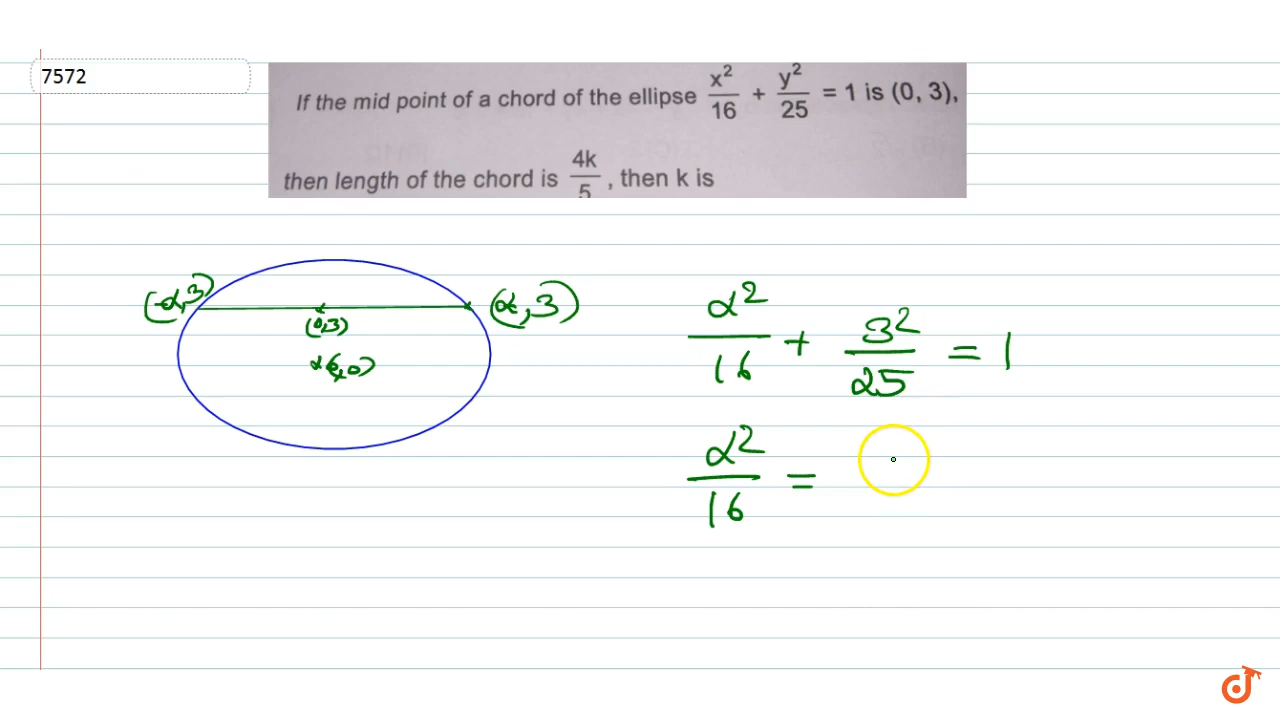 7572
If the mid point of a chord of the ellipse x²/16 + y²/25 = 1 is (0, 3),
then length of the chord is 4k/5 , then k is
(-α,3) (α,3)
(0,3)
(0,0)
α²/16 + 3²/25 = 1
α²/16 =